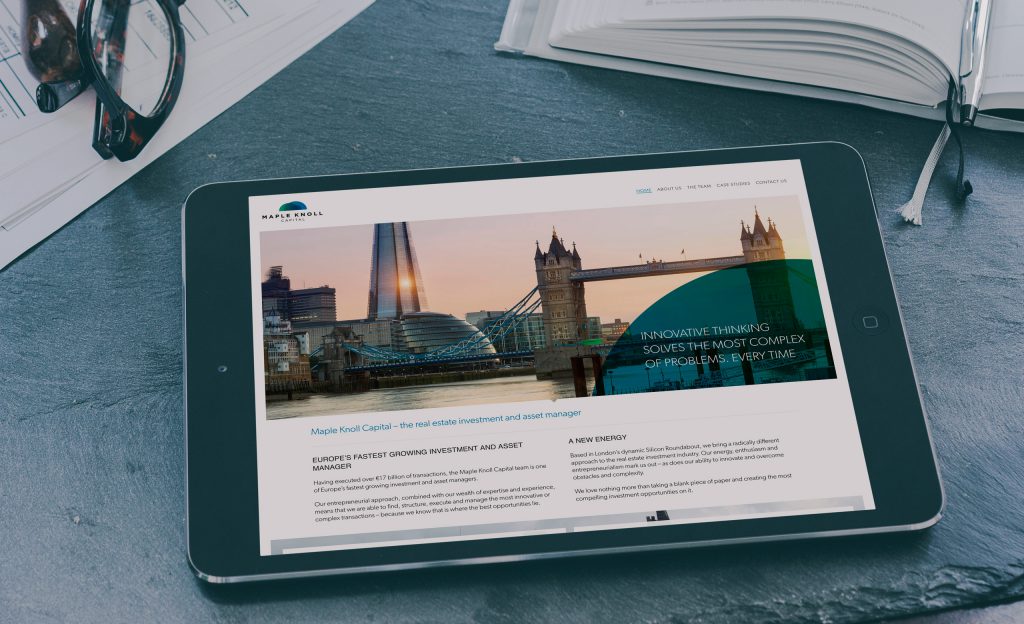 MAPLE KNOLL
CAPITAL
HOME ABOUT US THE TEAM CASE STUDIES CONTACT US
INNOVATIVE THINKING
SOLVES THE MOST COMPLEX
OF PROBLEMS. EVERY TIME
Maple Knoll Capital – the real estate investment and asset manager
EUROPE'S FASTEST GROWING INVESTMENT AND ASSET
MANAGER
Having executed over €17 billion of transactions, the Maple Knoll Capital team is one
of Europe's fastest growing investment and asset managers.
Our entrepreneurial approach, combined with our wealth of expertise and experience,
means that we are able to find, structure, execute and manage the most innovative or
complex transactions – because we know that is where the best opportunities lie.
A NEW ENERGY
Based in London's dynamic Silicon Roundabout, we bring a radically different
approach to the real estate investment industry. Our energy, enthusiasm and
entrepreneurialism mark us out – as does our ability to innovate and overcome
obstacles and complexity.
We love nothing more than taking a blank piece of paper and creating the most
compelling investment opportunities on it.